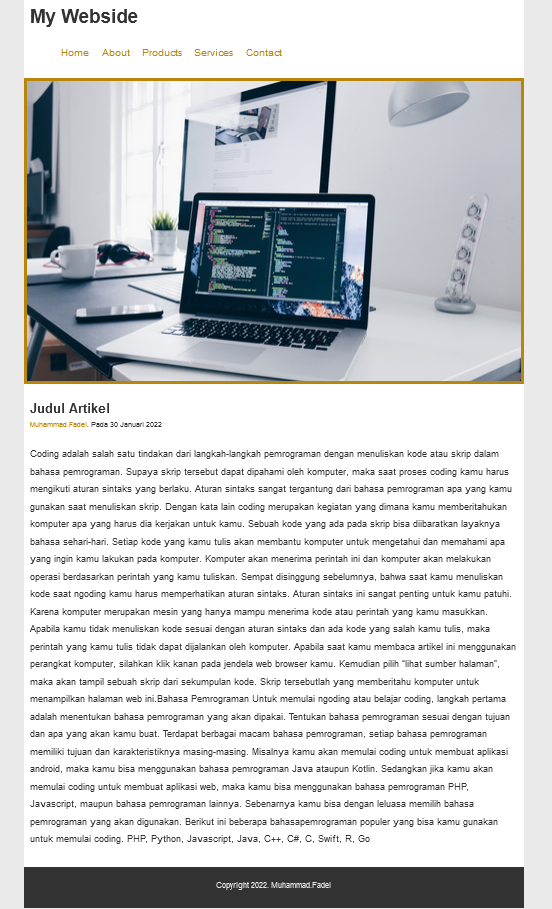 My Webside
Home About Products Services Contact
Judul Artikel
Muhammad.Fadel. Pada 30 Januari 2022
Coding adalah salah satu tindakan dari langkah-langkah pemrograman dengan menuliskan kode atau skrip dalam
bahasa pemrograman. Supaya skrip tersebut dapat dipahami oleh komputer, maka saat proses coding kamu harus
mengikuti aturan sintaks yang berlaku. Aturan sintaks sangat tergantung dari bahasa pemrograman apa yang kamu
gunakan saat menuliskan skrip. Dengan kata lain coding merupakan kegiatan yang dimana kamu memberitahukan
komputer apa yang harus dia kerjakan untuk kamu. Sebuah kode yang ada pada skrip bisa diibaratkan layaknya
bahasa sehari-hari. Setiap kode yang kamu tulis akan membantu komputer untuk mengetahui dan memahami apa
yang ingin kamu lakukan pada komputer. Komputer akan menerima perintah ini dan komputer akan melakukan
operasi berdasarkan perintah yang kamu tuliskan. Sempat disinggung sebelumnya, bahwa saat kamu menuliskan
kode saat ngoding kamu harus memperhatikan aturan sintaks. Aturan sintaks ini sangat penting untuk kamu patuhi.
Karena komputer merupakan mesin yang hanya mampu menerima kode atau perintah yang kamu masukkan.
Apabila kamu tidak menuliskan kode sesuai dengan aturan sintaks dan ada kode yang salah kamu tulis, maka
perintah yang kamu tulis tidak dapat dijalankan oleh komputer. Apabila saat kamu membaca artikel ini menggunakan
perangkat komputer, silahkan klik kanan pada jendela web browser kamu. Kemudian pilih “lihat sumber halaman”,
maka akan tampil sebuah skrip dari sekumpulan kode. Skrip tersebutlah yang memberitahu komputer untuk
menampilkan halaman web ini.Bahasa Pemrograman Untuk memulai ngoding atau belajar coding, langkah pertama
adalah menentukan bahasa pemrograman yang akan dipakai. Tentukan bahasa pemrograman sesuai dengan tujuan
dan apa yang akan kamu buat. Terdapat berbagai macam bahasa pemrograman, setiap bahasa pemrograman
memiliki tujuan dan karakteristiknya masing-masing. Misalnya kamu akan memulai coding untuk membuat aplikasi
android, maka kamu bisa menggunakan bahasa pemrograman Java ataupun Kotlin. Sedangkan jika kamu akan
memulai coding untuk membuat aplikasi web, maka kamu bisa menggunakan bahasa pemrograman PHP,
Javascript, maupun bahasa pemrograman lainnya. Sebenarnya kamu bisa dengan leluasa memilih bahasa
pemrograman yang akan digunakan. Berikut ini beberapa bahasapemrograman populer yang bisa kamu gunakan
untuk memulai coding. PHP, Python, Javascript, Java, C++, C#, C, Swift, R, Go
Copyright 2022. Muhammad.Fadel